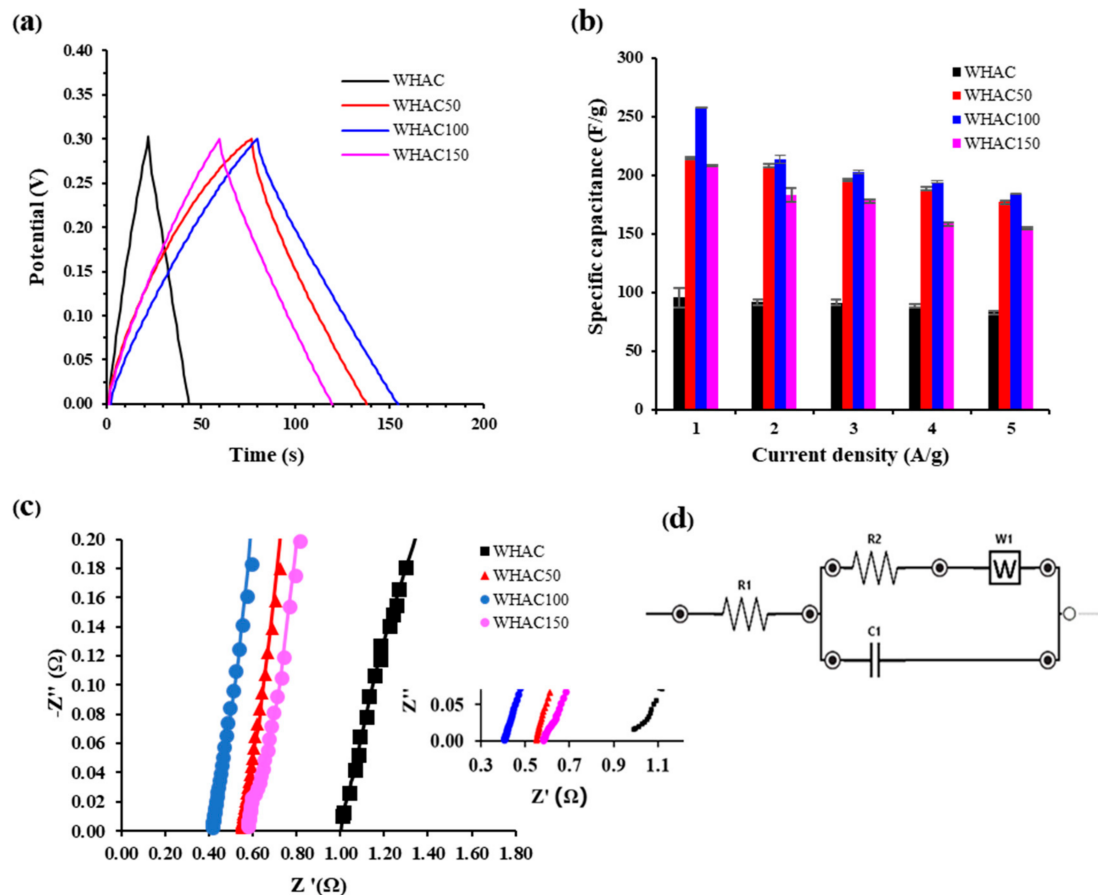 (a)
0.40
0.35
0.30
0.25
0.20
0.15
0.10
0.05
0.00
Potential (V)
WHAC
WHAC50
WHAC100
WHAC150
0 50 100 150 200
Time (s)
(b)
300
250
200
150
100
50
0
Specific capacitance (F/g)
WHAC
WHAC50
WHAC100
WHAC150
1 2 3 4 5
Current density (A/g)
(c)
0.20
0.18
0.16
0.14
0.12
0.10
0.08
0.06
0.04
0.02
0.00
-Z" (Ω)
WHAC
WHAC50
WHAC100
WHAC150
0.00 0.20 0.40 0.60 0.80 1.00 1.20 1.40 1.60 1.80
Z '(Ω)
Z"
0.05
0.00
0.3 0.5 0.7 0.9 1.1
Z' (Ω)
(d)
R1
R2
W1
W
C1